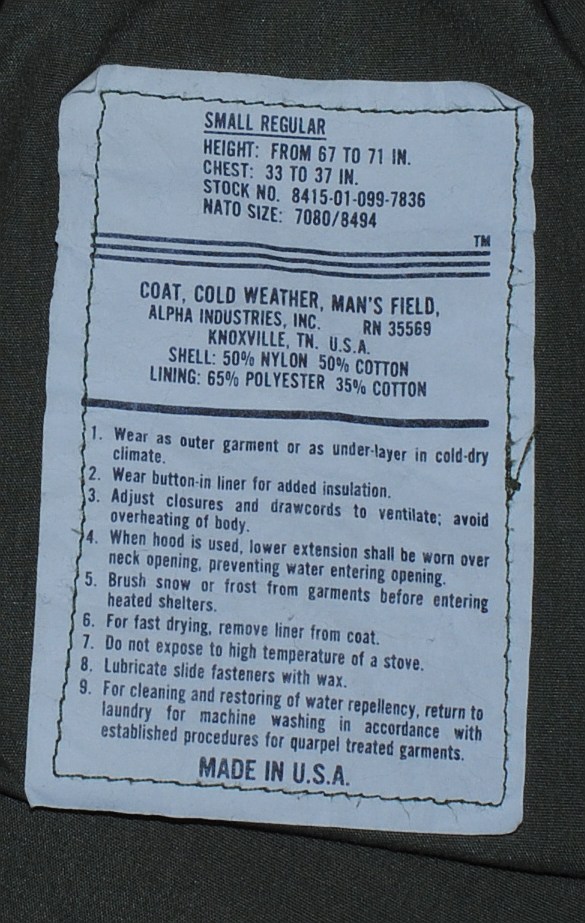 SMALL REGULAR
HEIGHT: FROM 67 TO 71 IN.
CHEST: 33 TO 37 IN.
STOCK NO. 8415-01-099-7836
NATO SIZE: 7080/8494
TM
COAT, COLD WEATHER, MAN'S FIELD,
ALPHA INDUSTRIES, INC. RN 35569
KNOXVILLE, TN. U.S.A.
SHELL: 50% NYLON 50% COTTON
LINING: 65% POLYESTER 35% COTTON
1. Wear as outer garment or as under-layer in cold-dry
climate.
2. Wear button-in liner for added insulation.
3. Adjust closures and drawcords to ventilate; avoid
overheating of body.
4. When hood is used, lower extension shall be worn over
neck opening, preventing water entering opening.
5. Brush snow or frost from garments before entering
heated shelters.
6. For fast drying, remove liner from coat.
7. Do not expose to high temperature of a stove.
8. Lubricate slide fasteners with wax.
9. For cleaning and restoring of water repellency, return to
laundry for machine washing in accordance with
established procedures for quarpel treated garments.
MADE IN U.S.A.